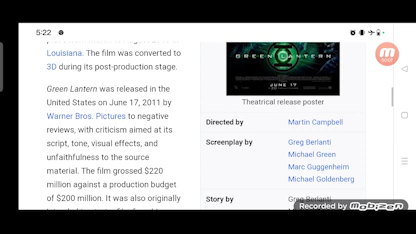 5:22
Louisiana. The film was converted to
3D during its post-production stage.
Green Lantern was released in the
United States on June 17, 2011 by
Warner Bros. Pictures to negative
reviews, with criticism aimed at its
script, tone, visual effects, and
unfaithfulness to the source
material. The film grossed $220
million against a production budget
of $200 million. It was also originally
GREEN LANTERN
JUNE 17
Theatrical release poster
Directed by
Martin Campbell
Screenplay by
Greg Berlanti
Michael Green
Marc Guggenheim
Michael Goldenberg
Story by
Greg Berlanti
Recorded by Mobizen